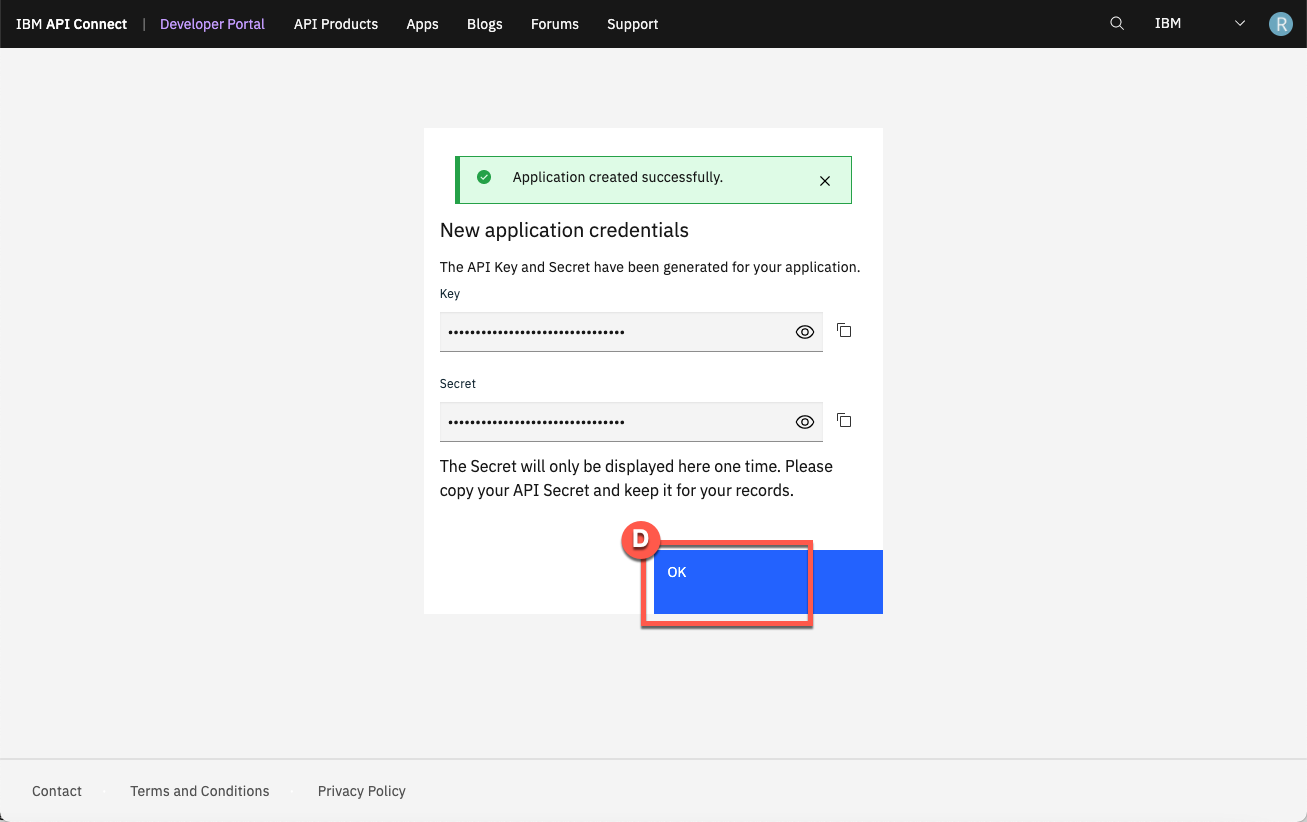 IBM API Connect | Developer Portal API Products Apps Blogs Forums Support IBM R
Application created successfully.
New application credentials
The API Key and Secret have been generated for your application.
Key
••••••••••••••••••••••••••••••••
Secret
••••••••••••••••••••••••••••••••
The Secret will only be displayed here one time. Please
copy your API Secret and keep it for your records.
D
OK
Contact Terms and Conditions Privacy Policy